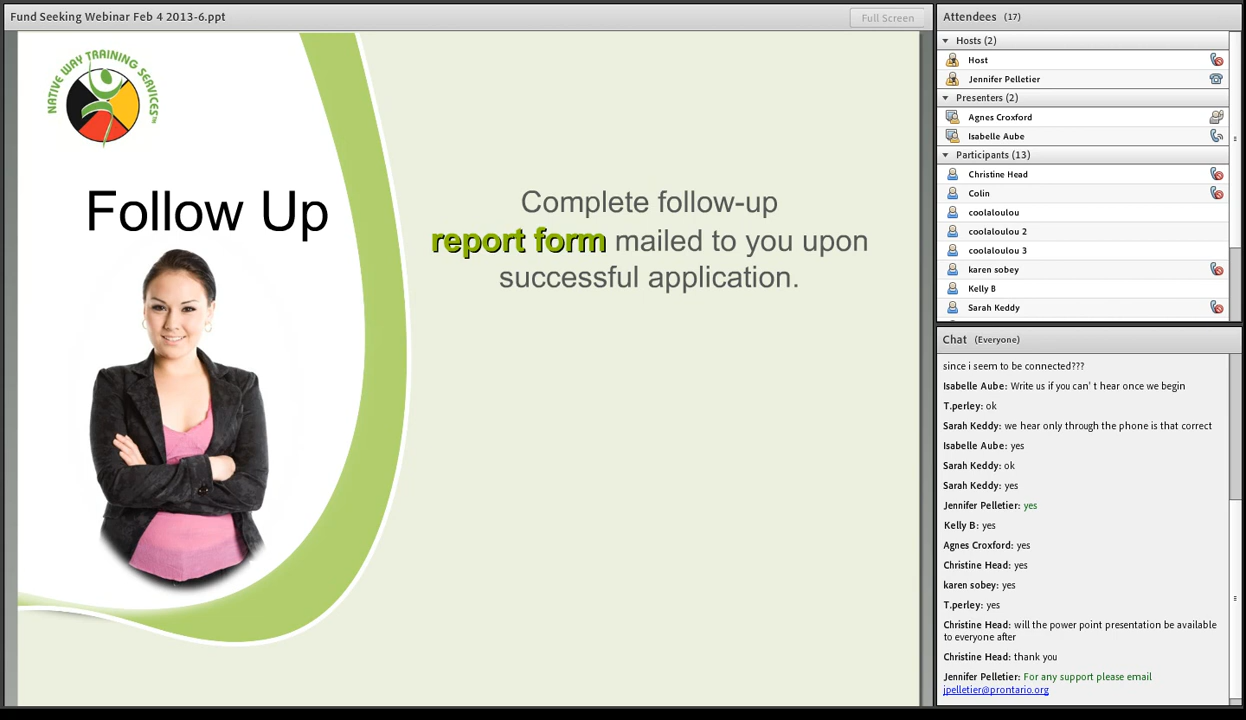 Fund Seeking Webinar Feb 4 2013-6.ppt
Full Screen
NATIVE WAY TRAINING SERVICES™
Follow Up
Complete follow-up
report form mailed to you upon
successful application.
Attendees (17)
Hosts (2)
Host
Jennifer Pelletier
Presenters (2)
Agnes Croxford
Isabelle Aube
Participants (13)
Christine Head
Colin
coolaloulou
coolaloulou 2
coolaloulou 3
karen sobey
Kelly B
Sarah Keddy
Chat (Everyone)
since i seem to be connected???
Isabelle Aube: Write us if you can' t hear once we begin
T.perley: ok
Sarah Keddy: we hear only through the phone is that correct
Isabelle Aube: yes
Sarah Keddy: ok
Sarah Keddy: yes
Jennifer Pelletier: yes
Kelly B: yes
Agnes Croxford: yes
Christine Head: yes
karen sobey: yes
T.perley: yes
Christine Head: will the power point presentation be available
to everyone after
Christine Head: thank you
Jennifer Pelletier: For any support please email
jpelletier@prontario.org